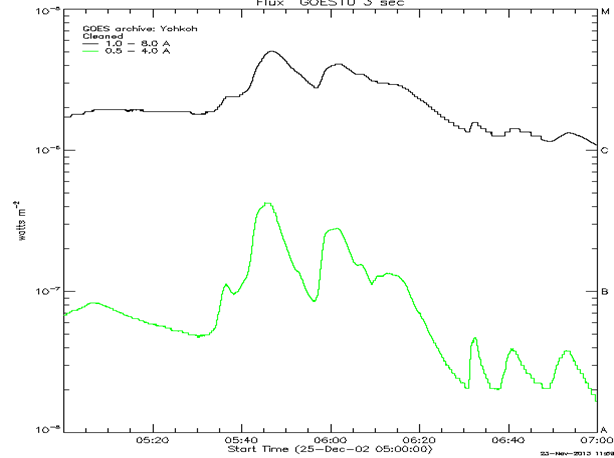 Flux GOES10 3 sec
10⁻⁵
M
GOES archive: Yohkoh
Cleaned
1.0 - 8.0 A
0.5 - 4.0 A
10⁻⁶
C
watts m⁻²
10⁻⁷
B
10⁻⁸
A
05:20 05:40 06:00 06:20 06:40 07:00
Start Time (25-Dec-02 05:00:00)
23-Nov-2013